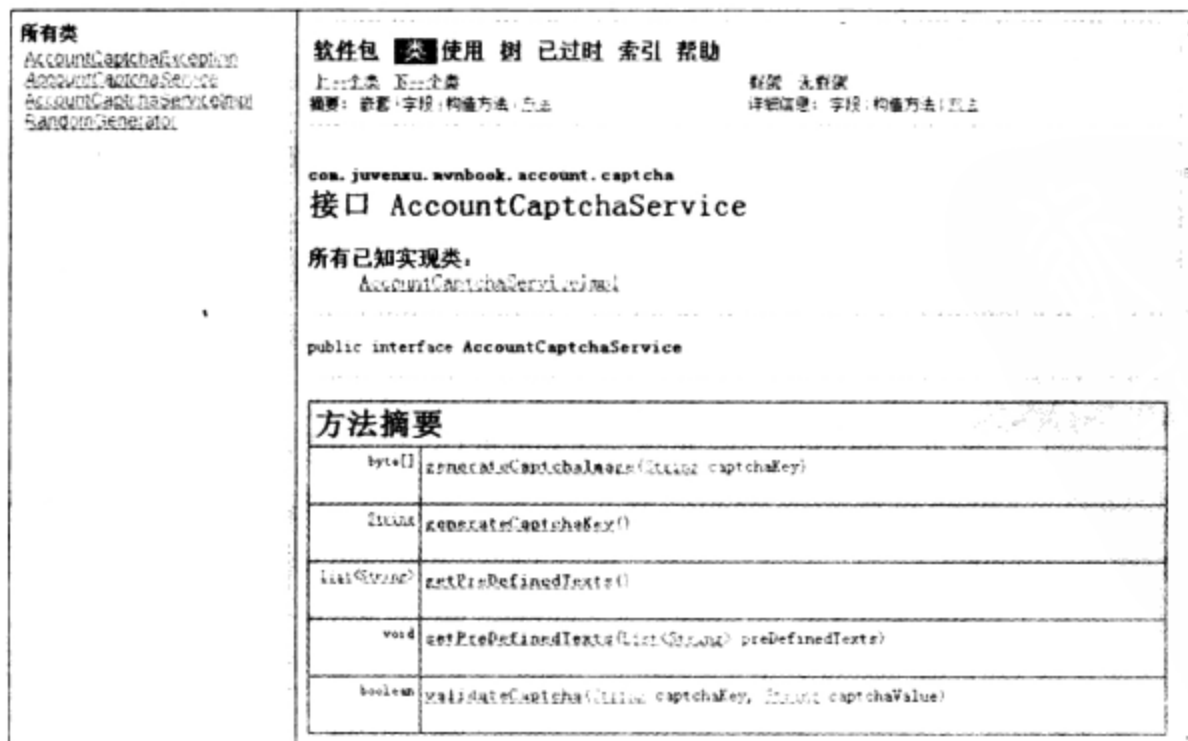 所有类
AccountCaptchaException
AccountCaptchaService
AccountCaptchaServiceImpl
RandomGenerator
软件包 类 使用 树 已过时 索引 帮助
上一个类 下一个类
框架 无框架
摘要: 嵌套 | 字段 | 构造方法 | 方法
详细信息: 字段 | 构造方法 | 方法
com.juvenxu.mvnbook.account.captcha
接口 AccountCaptchaService
所有已知实现类:
AccountCaptchaServiceImpl
public interface AccountCaptchaService
方法摘要
byte[] generateCaptchaImage(String captchaKey)
String generateCaptchaKey()
List<String> getPreDefinedTexts()
void setPreDefinedTexts(List<String> preDefinedTexts)
boolean validateCaptcha(String captchaKey, String captchaValue)